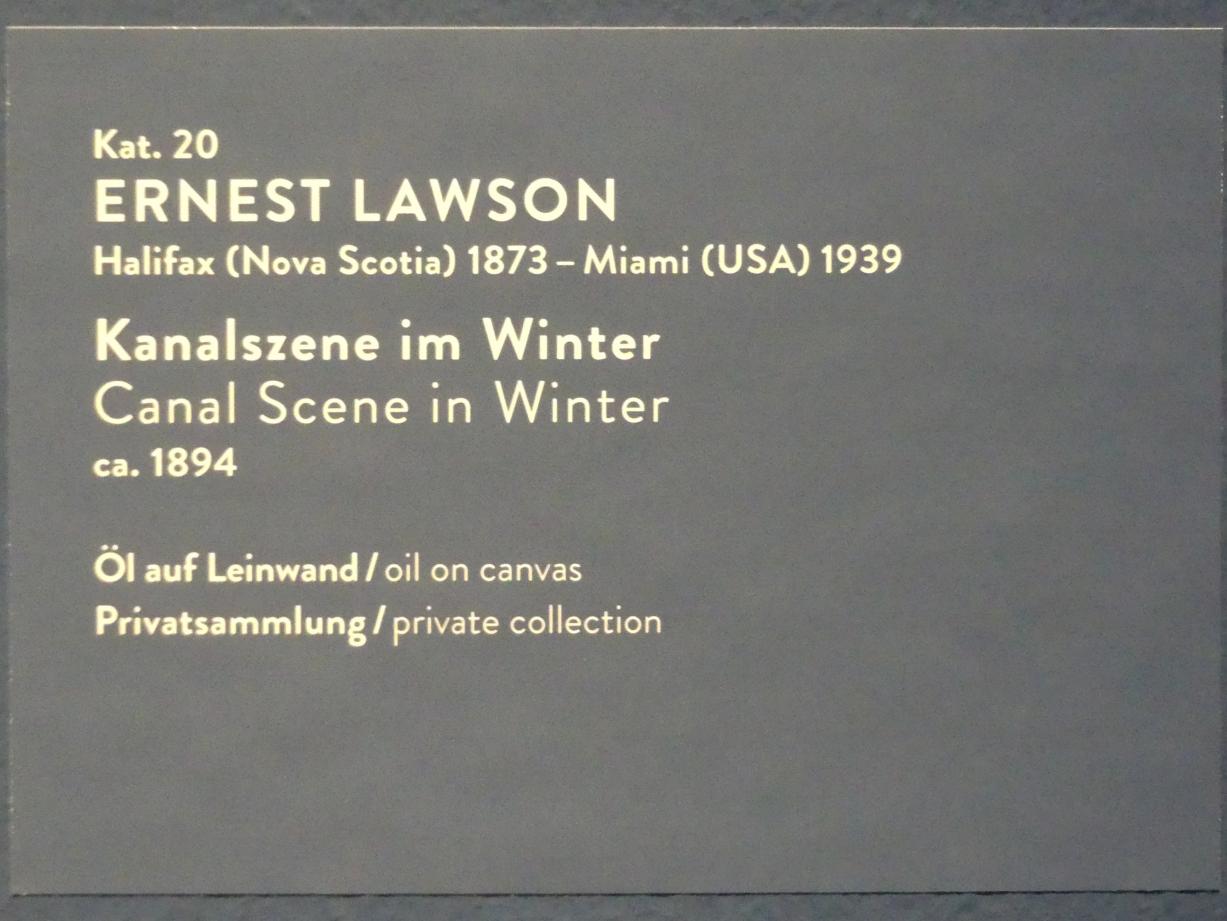 Kat. 20
ERNEST LAWSON
Halifax (Nova Scotia) 1873 – Miami (USA) 1939
Kanalszene im Winter
Canal Scene in Winter
ca. 1894
Öl auf Leinwand / oil on canvas
Privatsammlung / private collection